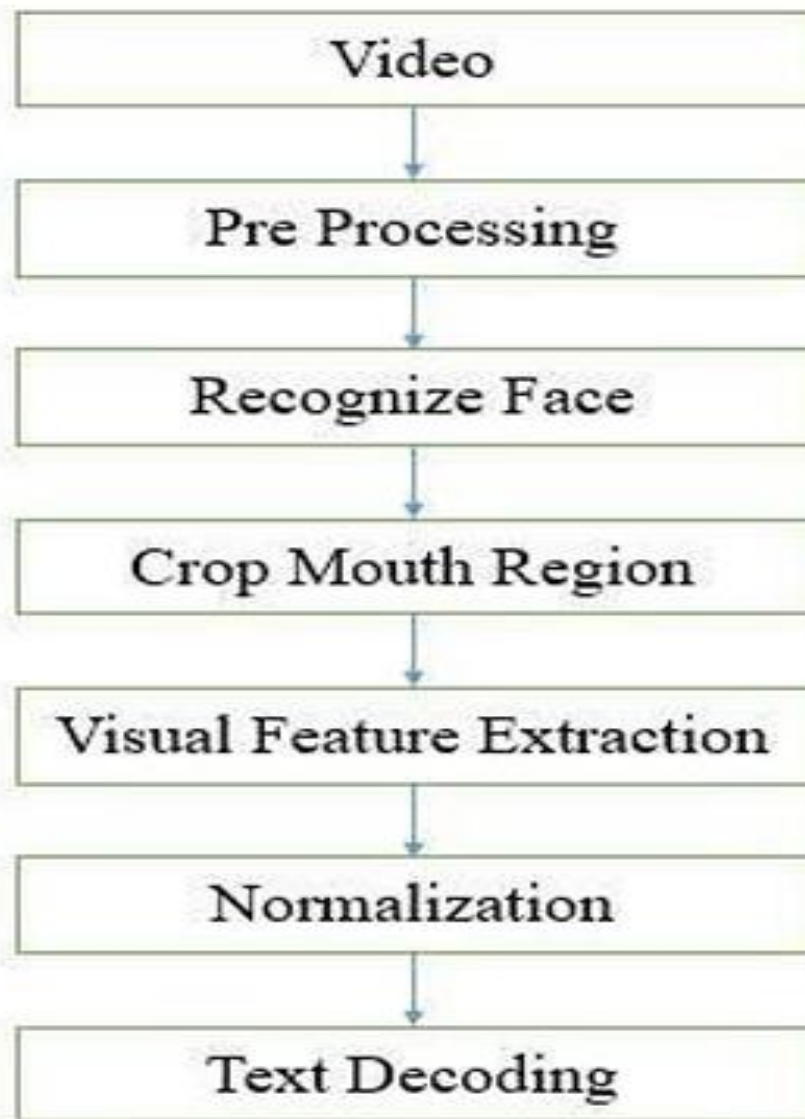 Video
Pre Processing
Recognize Face
Crop Mouth Region
Visual Feature Extraction
Normalization
Text Decoding